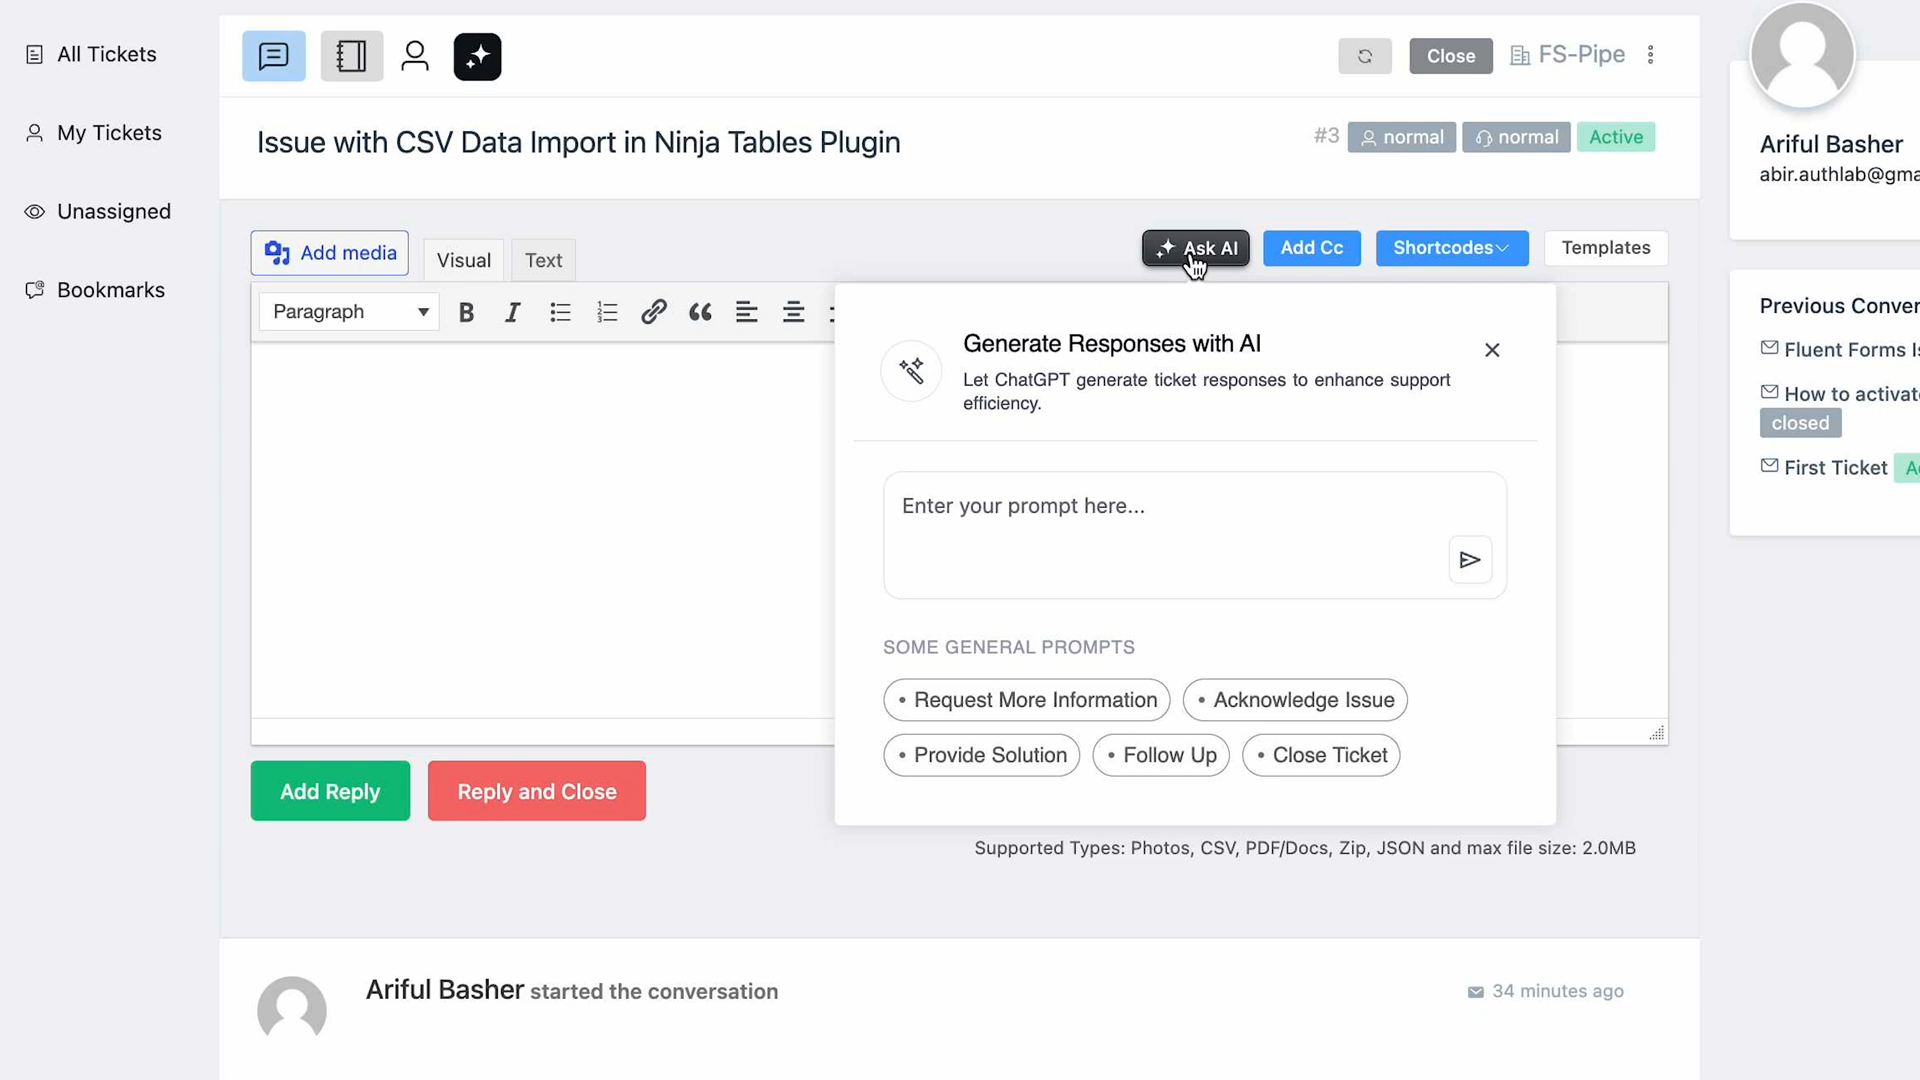 All Tickets
My Tickets
Unassigned
Bookmarks
Close
FS-Pipe
Issue with CSV Data Import in Ninja Tables Plugin
#3
normal
normal
Active
Add media
Visual
Text
Ask AI
Add Cc
Shortcodes
Templates
Paragraph
B I
Generate Responses with AI
Let ChatGPT generate ticket responses to enhance support
efficiency.
Enter your prompt here...
SOME GENERAL PROMPTS
• Request More Information
• Acknowledge Issue
• Provide Solution
• Follow Up
• Close Ticket
Add Reply
Reply and Close
Supported Types: Photos, CSV, PDF/Docs, Zip, JSON and max file size: 2.0MB
Ariful Basher started the conversation
34 minutes ago
Ariful Basher
abir.authlab@gma
Previous Conver
Fluent Forms Is
How to activate
closed
First Ticket